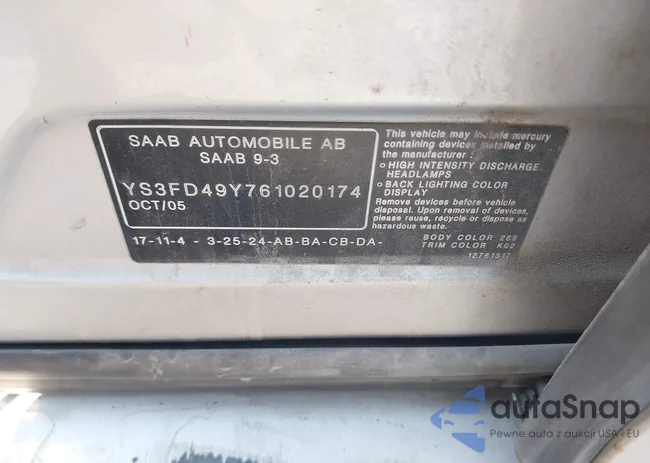 SAAB AUTOMOBILE AB
SAAB 9-3
YS3FD49Y761020174
OCT/05
17-11-4 - 3-25-24-AB-BA-CB-DA-
This vehicle may include mercury
containing devices installed by
the manufacturer:
o HIGH INTENSITY DISCHARGE
HEADLAMPS
o BACK LIGHTING COLOR
DISPLAY
Remove devices before vehicle
disposal. Upon removal of devices,
please reuse, recycle or dispose as
hazardous waste.
BODY COLOR 268
TRIM COLOR K02
12761317
autaSnap
Pewne auta z aukcji USA i EU